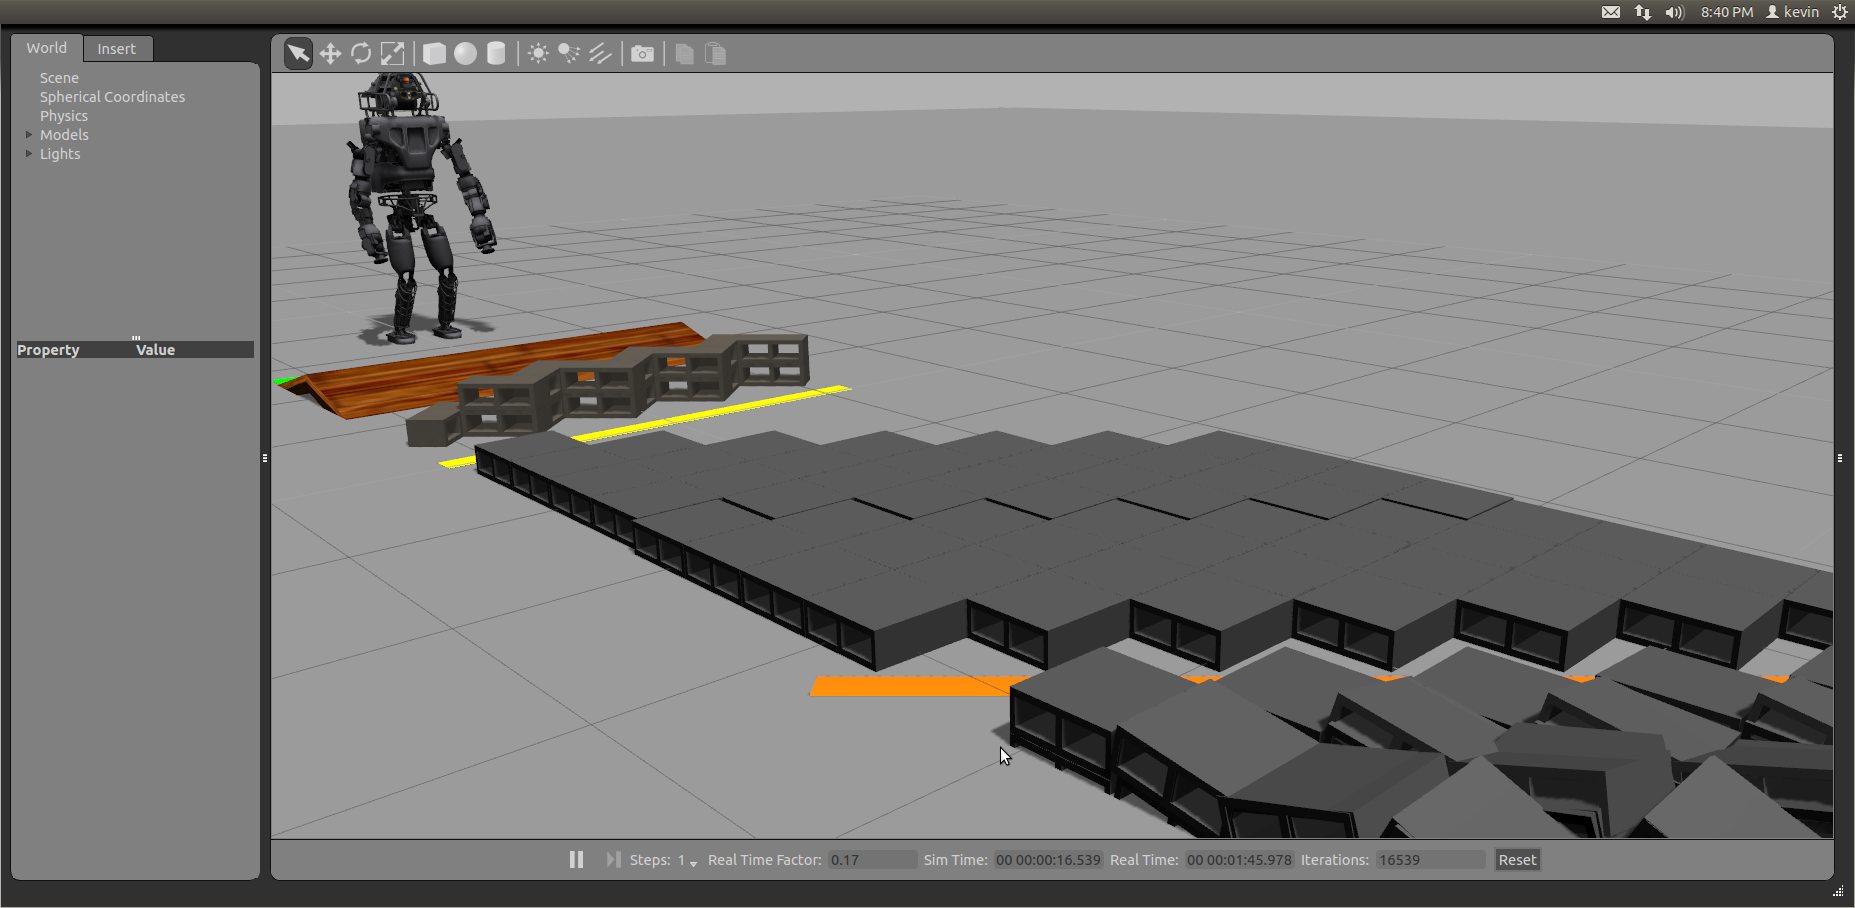 8:40 PM kevin
World Insert
Scene
Spherical Coordinates
Physics
Models
Lights
Property Value
Steps: 1 Real Time Factor: 0.17 Sim Time: 00 00:00:16.539 Real Time: 00 00:01:45.978 Iterations: 16539 Reset